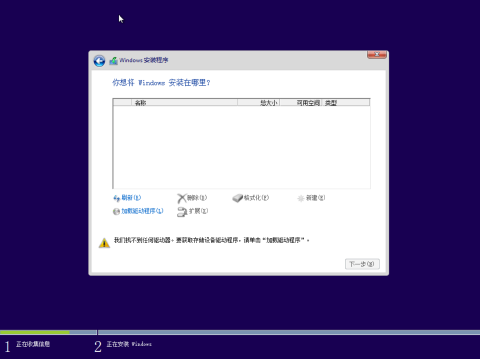 Windows 安装程序
你想将 Windows 安装在哪里?
名称 总大小 可用空间 类型
刷新(R) 删除(D) 格式化(F) 新建(E)
加载驱动程序(L) 扩展(X)
我们找不到任何驱动器。要获取存储设备驱动程序，请单击“加载驱动程序”。
下一步(N)
1 正在收集信息 2 正在安装 Windows